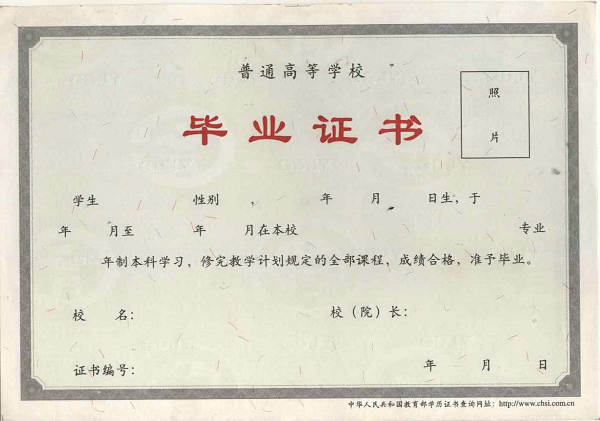 普通高等学校
毕业证书
照
片
学生 性别 , 年 月 日生,于
年 月至 年 月在本校 专业
年制本科学习,修完教学计划规定的全部课程,成绩合格,准予毕业。
校 名: 校(院)长:
证书编号: 年 月 日
中华人民共和国教育部学历证书查询网址:http://www.chsi.com.cn